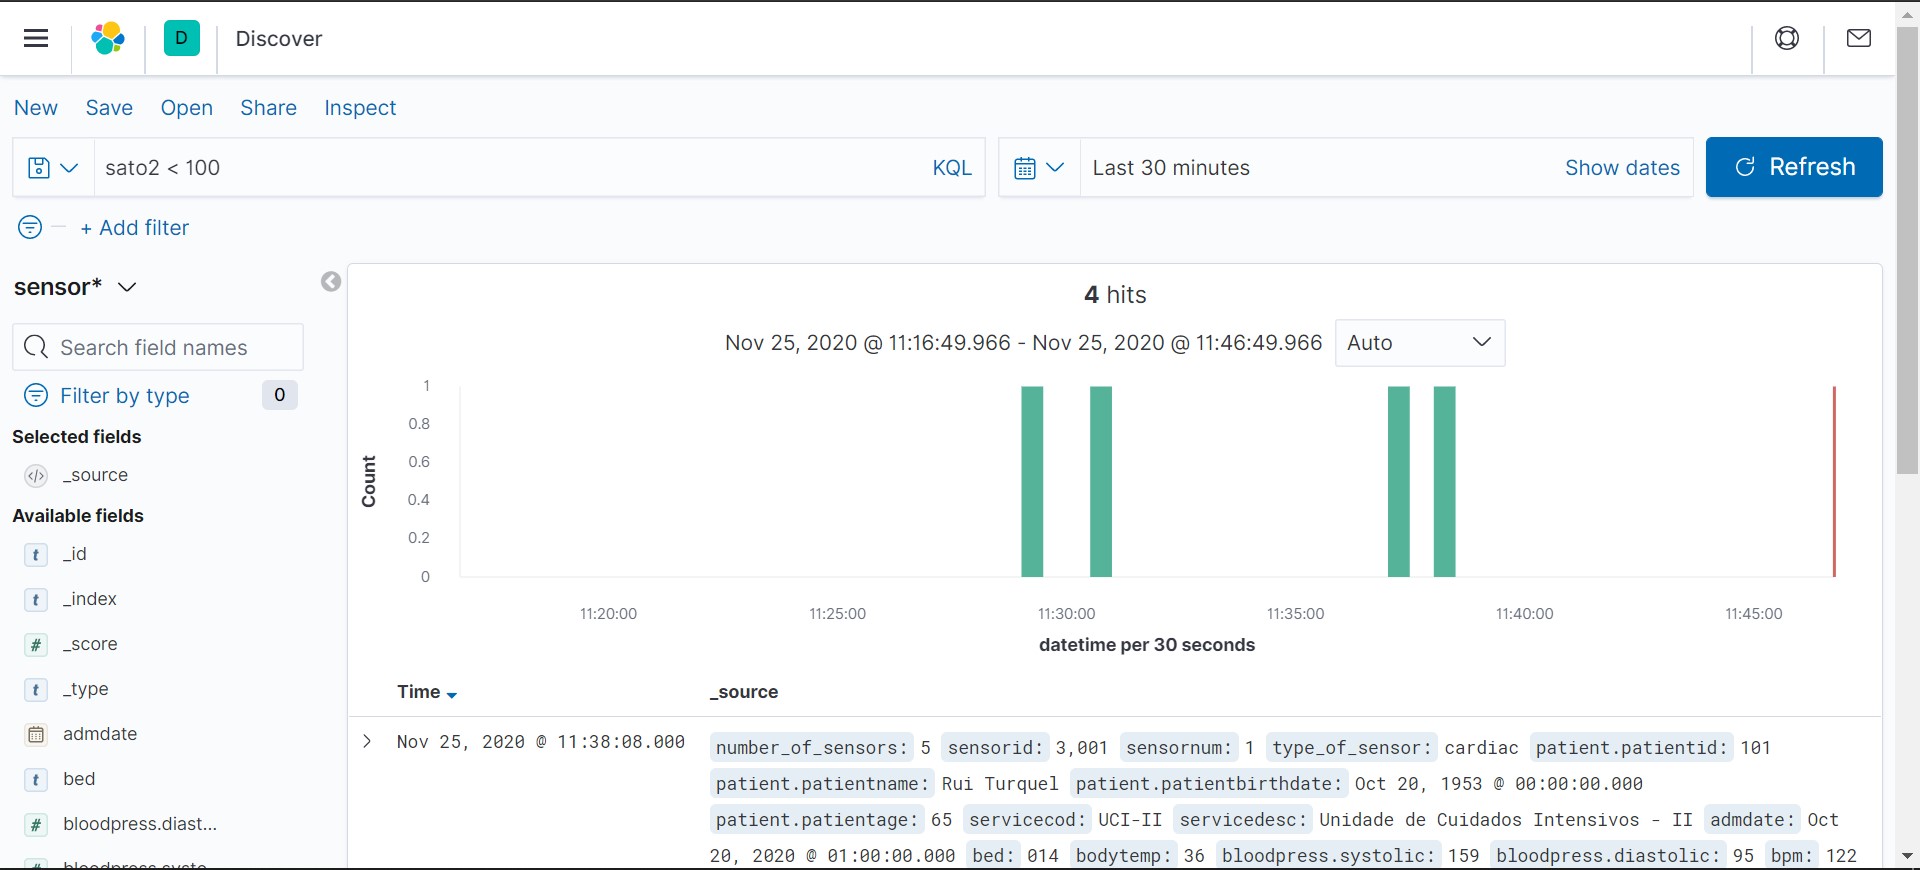 D Discover
New Save Open Share Inspect
sato2 < 100 KQL Last 30 minutes Show dates Refresh
+ Add filter
sensor*
4 hits
Search field names
Nov 25, 2020 @ 11:16:49.966 - Nov 25, 2020 @ 11:46:49.966 Auto
Filter by type 0
Selected fields
_source
Available fields
_id
_index
_score
_type
admdate
bed
bloodpress.diast...
bloodpress.systo...
Count
1
0.8
0.6
0.4
0.2
0
11:20:00 11:25:00 11:30:00 11:35:00 11:40:00 11:45:00
datetime per 30 seconds
Time _source
Nov 25, 2020 @ 11:38:08.000 number_of_sensors: 5 sensorid: 3,001 sensornum: 1 type_of_sensor: cardiac patient.patientid: 101
patient.patientname: Rui Turquel patient.patientbirthdate: Oct 20, 1953 @ 00:00:00.000
patient.patientage: 65 servicecod: UCI-II servicedesc: Unidade de Cuidados Intensivos - II admdate: Oct
20, 2020 @ 01:00:00.000 bed: 014 bodytemp: 36 bloodpress.systolic: 159 bloodpress.diastolic: 95 bpm: 122